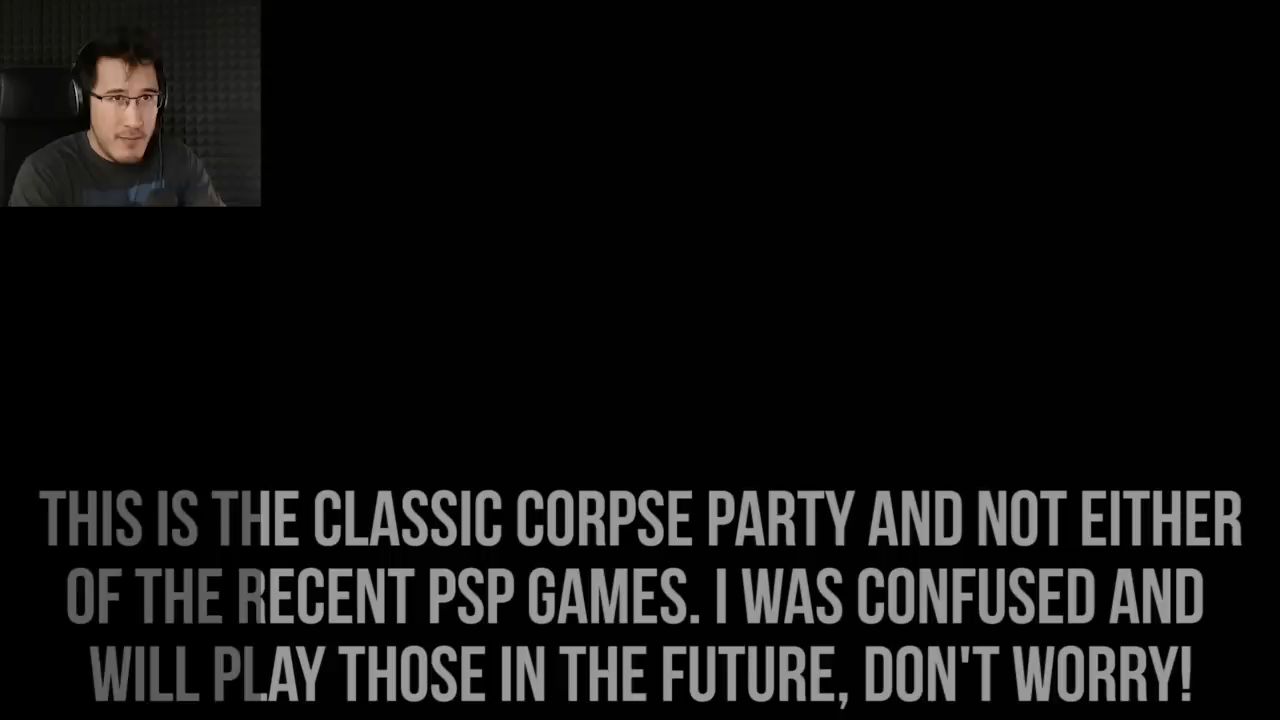 THIS IS THE CLASSIC CORPSE PARTY AND NOT EITHER
OF THE RECENT PSP GAMES. I WAS CONFUSED AND
WILL PLAY THOSE IN THE FUTURE, DON'T WORRY!